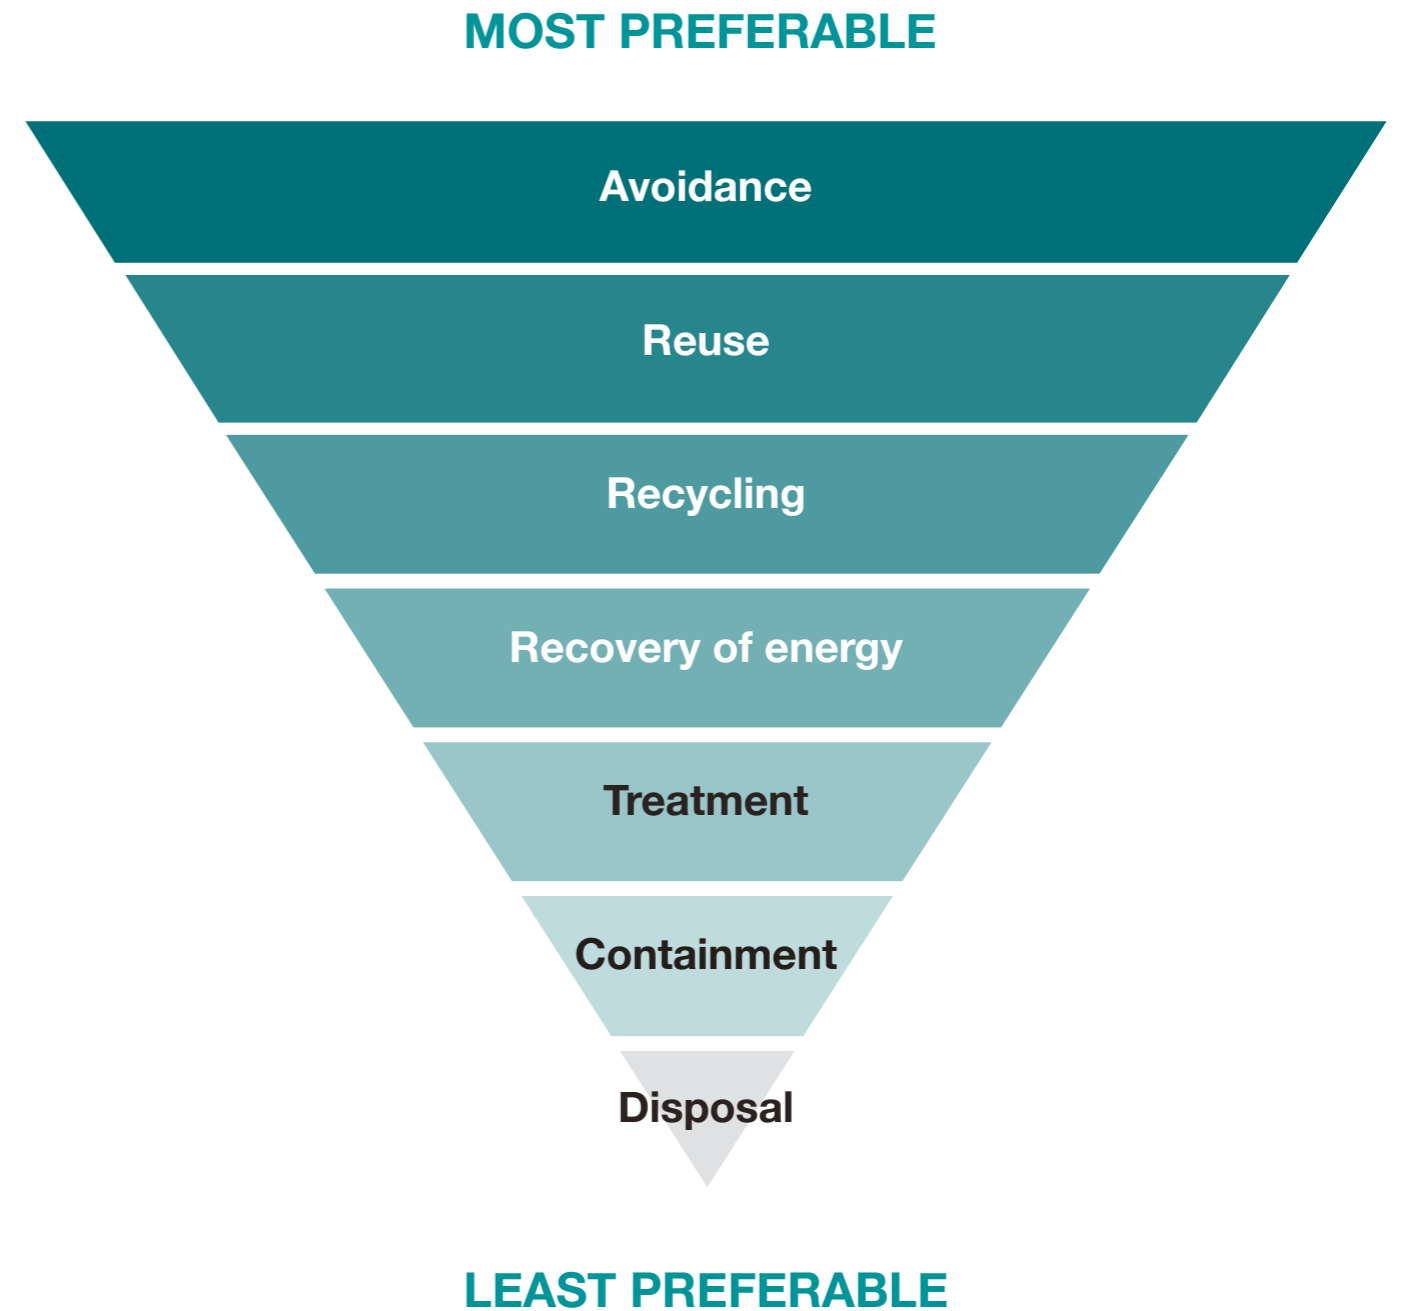 MOST PREFERABLE
Avoidance
Reuse
Recycling
Recovery of energy
Treatment
Containment
Disposal
LEAST PREFERABLE